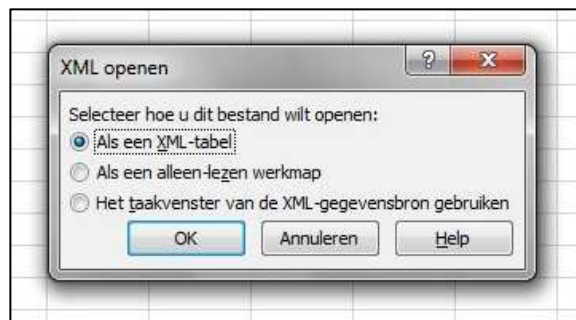 XML openen
Selecteer hoe u dit bestand wilt openen:
Als een XML-tabel
Als een alleen-lezen werkmap
Het taakvenster van de XML-gegevensbron gebruiken
OK Annuleren Help